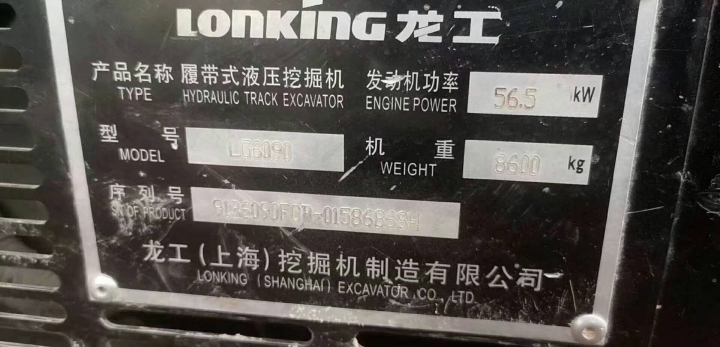 LONKING 龙工
产品名称 履带式液压挖掘机 发动机功率 56.5 kW
TYPE HYDRAULIC TRACK EXCAVATOR ENGINE POWER
型 号 LG6090 机 重 8600 kg
MODEL WEIGHT
序列号
OF PRODUCT
龙工(上海)挖掘机制造有限公司
LONKING (SHANGHAI) EXCAVATOR CO., LTD